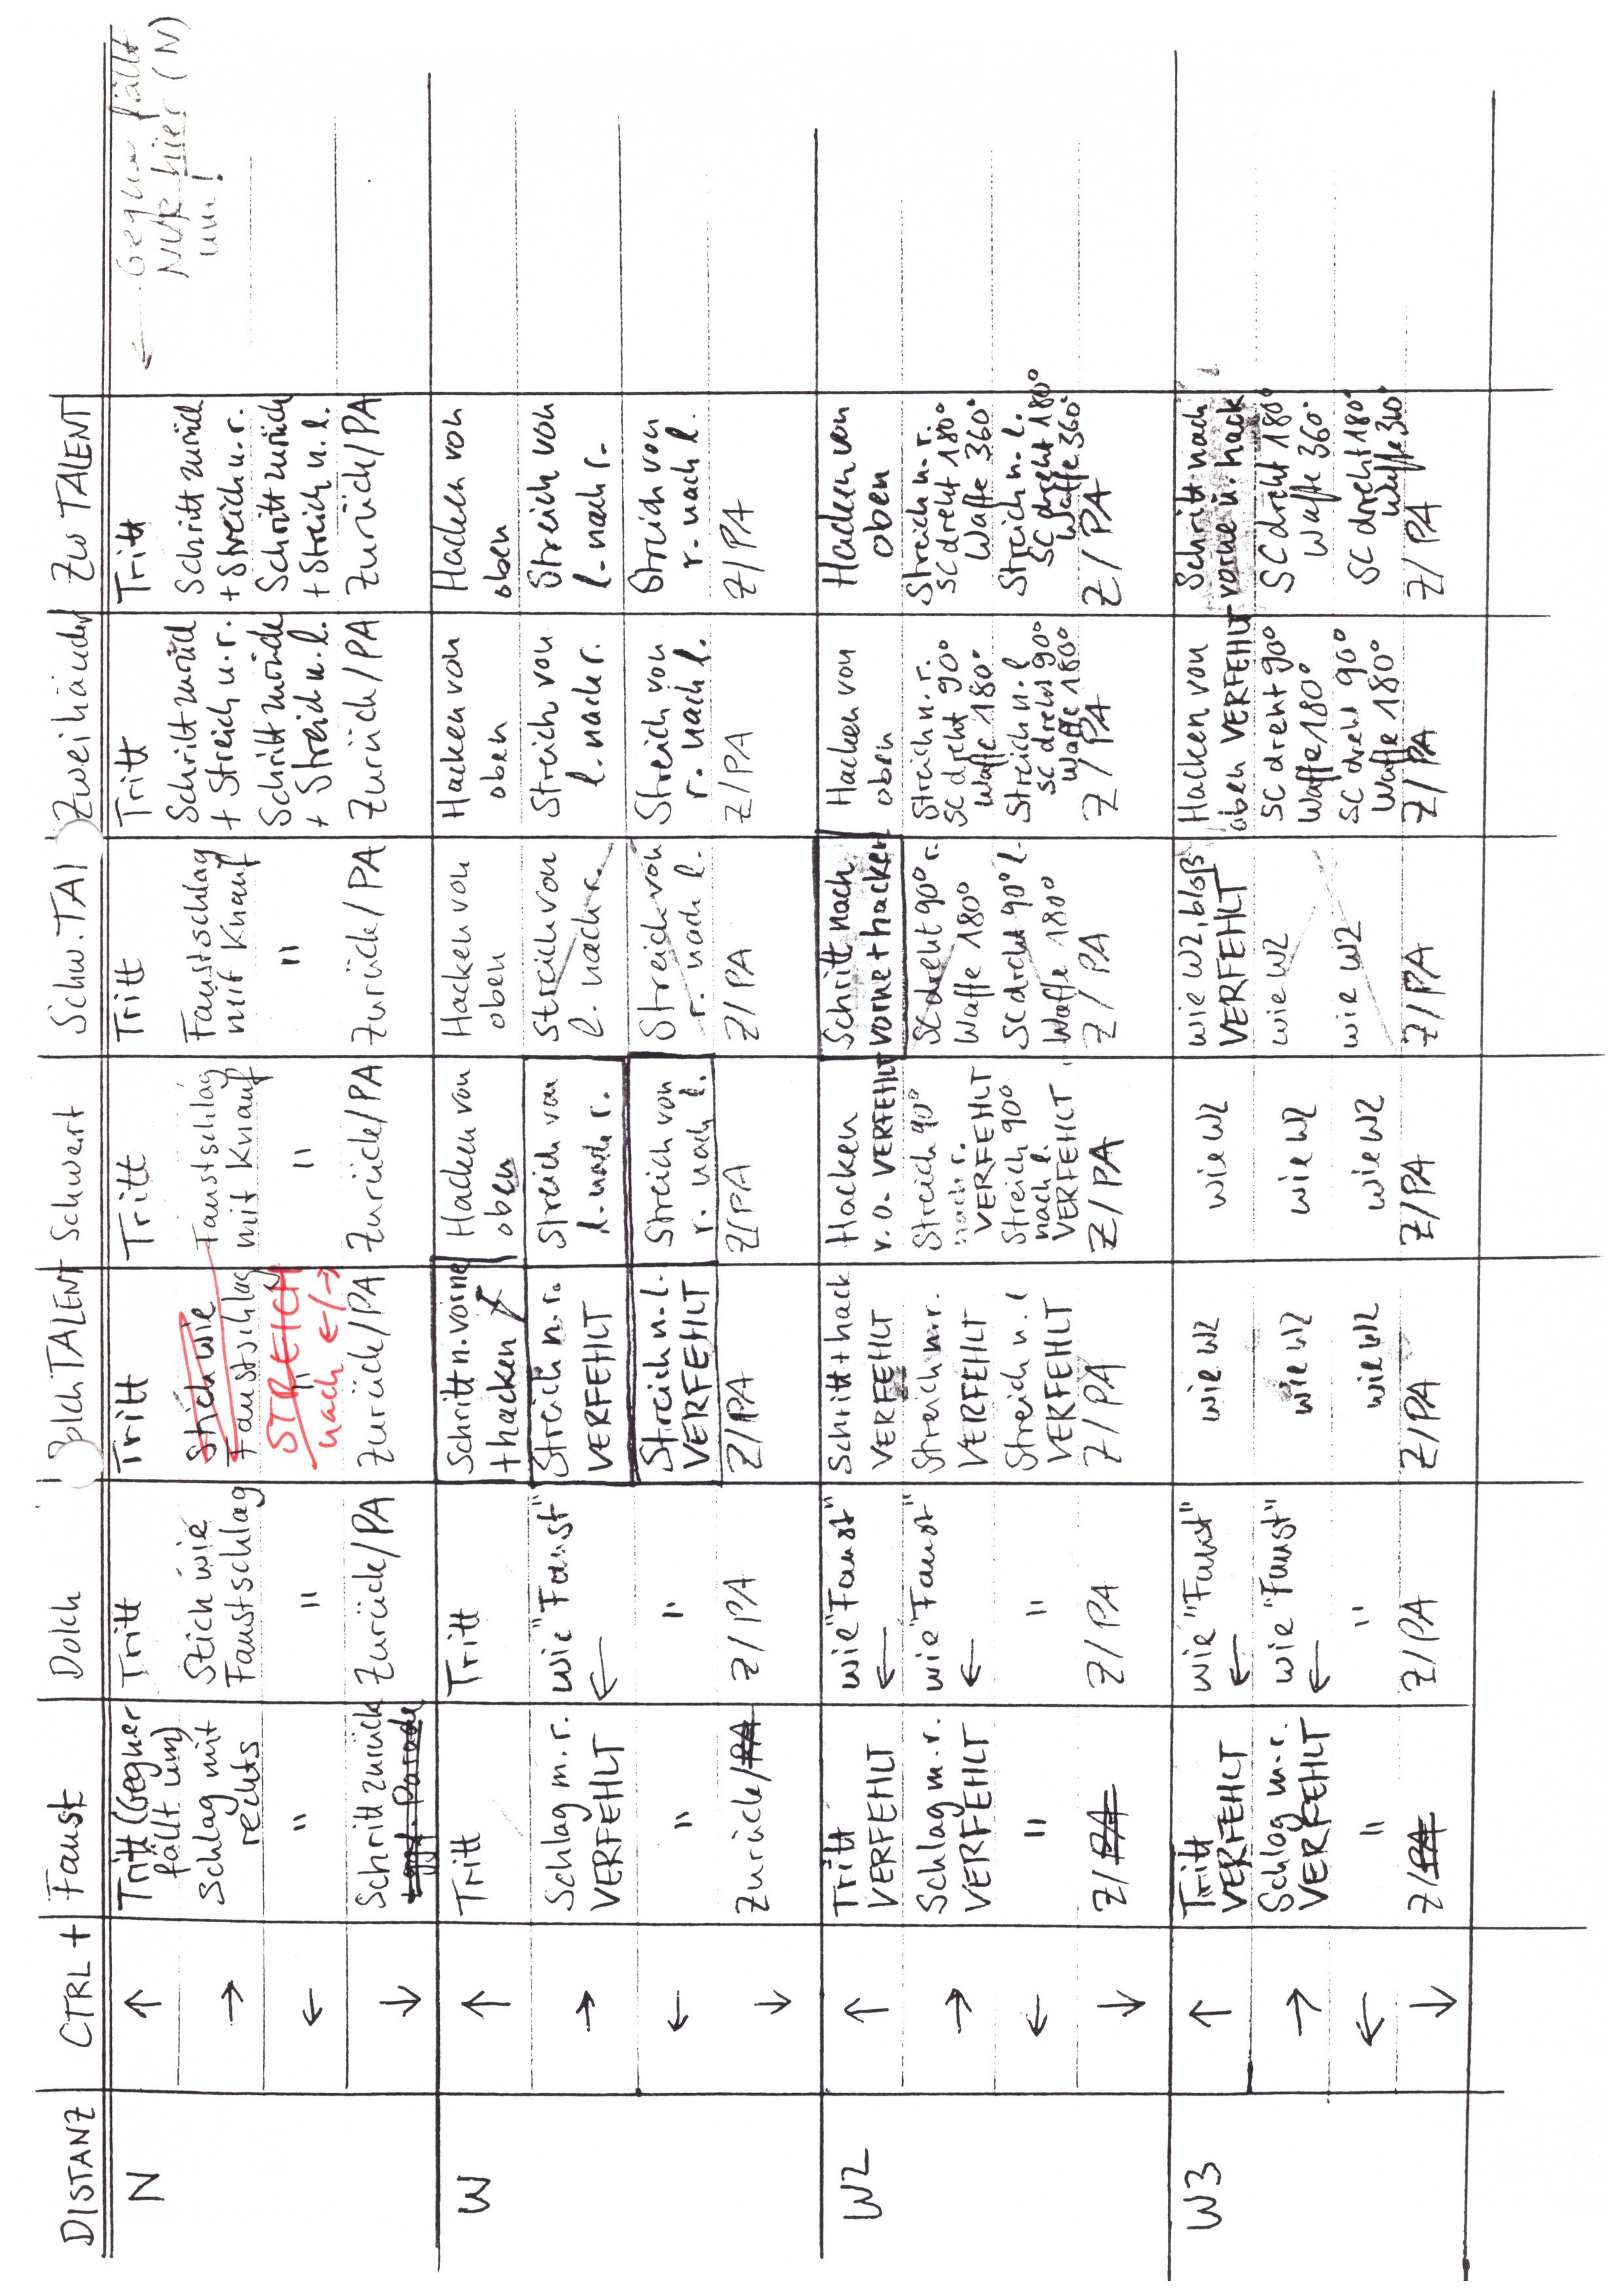 DISTANZ CTRL + Faust Dolch DolchTALENT Schwert Schw.TAl Zweihänder Zw TALENT
N
↑
Tritt (Gegner
fällt um)
Tritt
Tritt
Tritt
Tritt
Tritt
Tritt
← Gegner fällt
NUR hier (N)
um!
→
Schlag mit
rechts
Stich wie
Faustschlag
Stich wie
Faustschlag
Faustschlag
mit Knauf
Faustschlag
mit Knauf
Schritt zurück
+ Streich n. r.
Schritt zurück
+ Streich n. r.
←
"
"
"
STREICH
nach ←/→
"
"
Schritt zurück
+ Streich n. l.
Schritt zurück
+ Streich n. l.
↓
Schritt zurück
Zurück/PA
Zurück/PA
Zurück/PA
Zurück/PA
Zurück/PA
Zurück/PA
W
↑
Tritt
Tritt
Schritt n. vorne
+ hacken
Hacken von
oben
Hacken von
oben
Hacken von
oben
Hacken von
oben
→
Schlag m. r.
VERFEHLT
wie "Faust"
←
Streich n. r.
VERFEHLT
Streich von
l. nach r.
Streich von
l. nach r.
Streich von
l. nach r.
Streich von
l. nach r.
←
"
"
Streich n. l.
VERFEHLT
Streich von
r. nach l.
Streich von
r. nach l.
Streich von
r. nach l.
Streich von
r. nach l.
↓
Zurück/PA
Z/PA
Z/PA
Z/PA
Z/PA
Z/PA
Z/PA
W2
↑
Tritt
VERFEHLT
wie "Faust"
←
Schritt + hack
VERFEHLT
Hacken
v. o. VERFEHLT
Schritt nach
vorne + hacken
Hacken von
oben
Hacken von
oben
→
Schlag m. r.
VERFEHLT
wie "Faust"
←
Streich n. r.
VERFEHLT
Streich 90°
nach r.
VERFEHLT
SC dreht 90° r.
Waffe 180°
Streich n. r.
SC dreht 90°
Waffe 180°
Streich n. r.
SC dreht 180°
Waffe 360°
←
"
"
Streich n. l
VERFEHLT
Streich 90°
nach l.
VERFEHLT
SC dreht 90° l.
Waffe 180°
Streich n. l
SC dreht 90°
Waffe 180°
Streich n. l.
SC dreht 180°
Waffe 360°
↓
Z/PA
Z/PA
Z/PA
Z/PA
Z/PA
Z/PA
Z/PA
W3
↑
Tritt
VERFEHLT
wie "Faust"
←
wie W2
wie W2
wie W2, bloß
VERFEHLT
Hacken von
oben VERFEHLT
Schritt nach
vorne u. hack
→
Schlag m. r.
VERFEHLT
wie "Faust"
←
wie W2
wie W2
wie W2
SC dreht 90°
Waffe 180°
SC dreht 180°
Waffe 360°
←
"
"
wie W2
wie W2
wie W2
SC dreht 90°
Waffe 180°
SC dreht 180°
Waffe 360°
↓
Z/PA
Z/PA
Z/PA
Z/PA
Z/PA
Z/PA
Z/PA